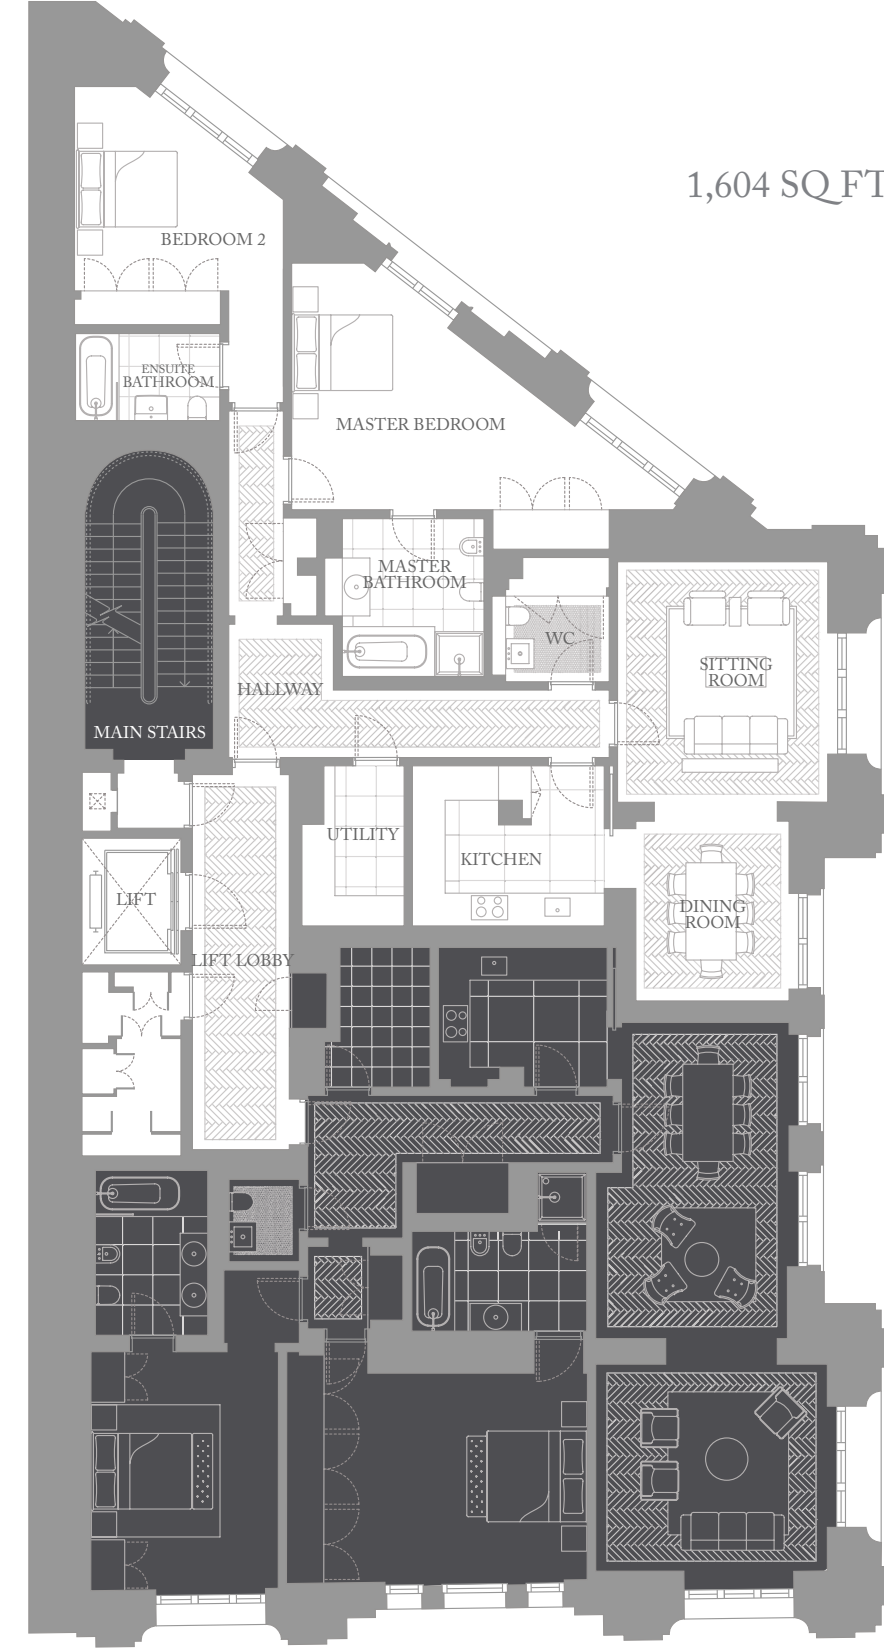 1,604 SQ FT
BEDROOM 2
ENSUITE
BATHROOM
MASTER BEDROOM
MASTER
BATHROOM
WC
SITTING
ROOM
HALLWAY
MAIN STAIRS
UTILITY
KITCHEN
LIFT
DINING
ROOM
LIFT LOBBY